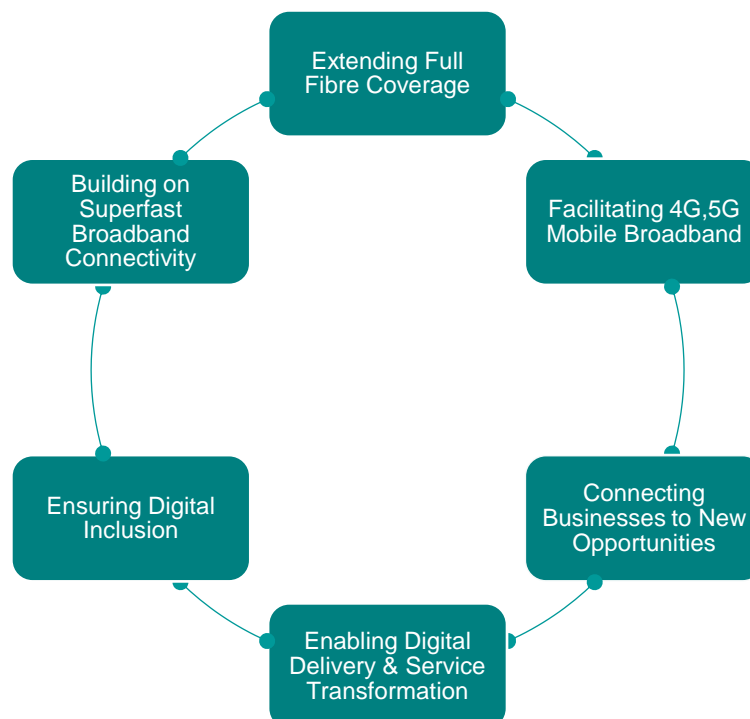 Extending Full
Fibre Coverage
Facilitating 4G,5G
Mobile Broadband
Connecting
Businesses to New
Opportunities
Enabling Digital
Delivery & Service
Transformation
Ensuring Digital
Inclusion
Building on
Superfast
Broadband
Connectivity